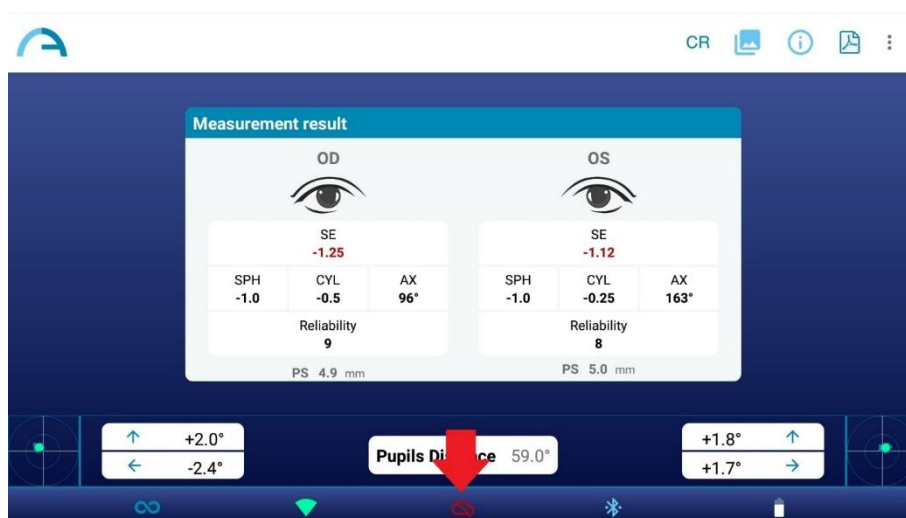 CR
Measurement result
OD OS
SE SE
-1.25 -1.12
SPH CYL AX SPH CYL AX
-1.0 -0.5 96° -1.0 -0.25 163°
Reliability Reliability
9 8
PS 4.9 mm PS 5.0 mm
+2.0° +1.8°
Pupils Di ce 59.0°
-2.4° +1.7°